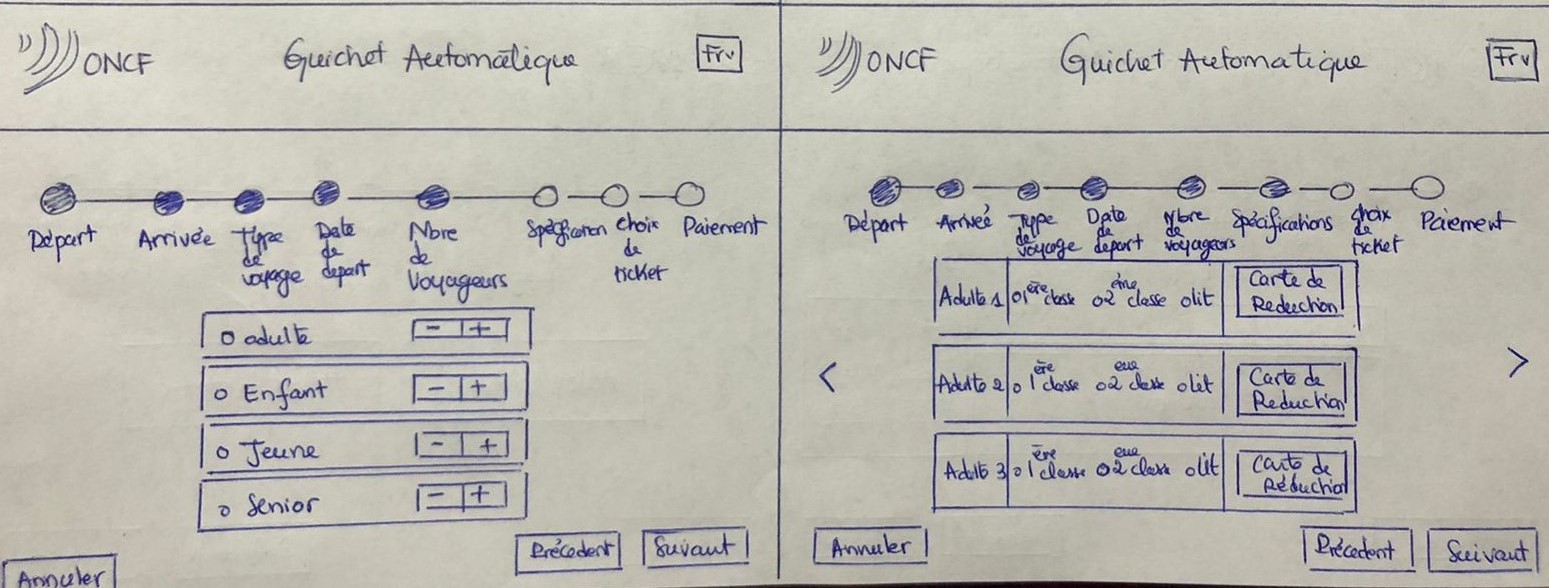 ONCF Guichet Automatique Frv
Départ
Arrivée
Type
de
voyage
Date
de
depart
Nbre
de
Voyageurs
Spécification
choix
de
ticket
Paiement
o adulte - +
o Enfant - +
o Jeune - +
o Senior - +
Annuler Précedent Suivant
ONCF Guichet Automatique Frv
Départ
Arriveé
Type
de
voyage
Date
de
depart
Nbre
de
voyageurs
Spécifications
choix
de
ticket
Paiement
Adulte 1 o 1ère classe o 2ème classe o lit Carte de
Reduction
< >
Adulte 2 o 1ère classe o 2eme classe o lit Carte de
Reduction
Adulte 3 o 1ère classe o 2eme classe o lit Carte de
Réduction
Annuler Précedent Suivant